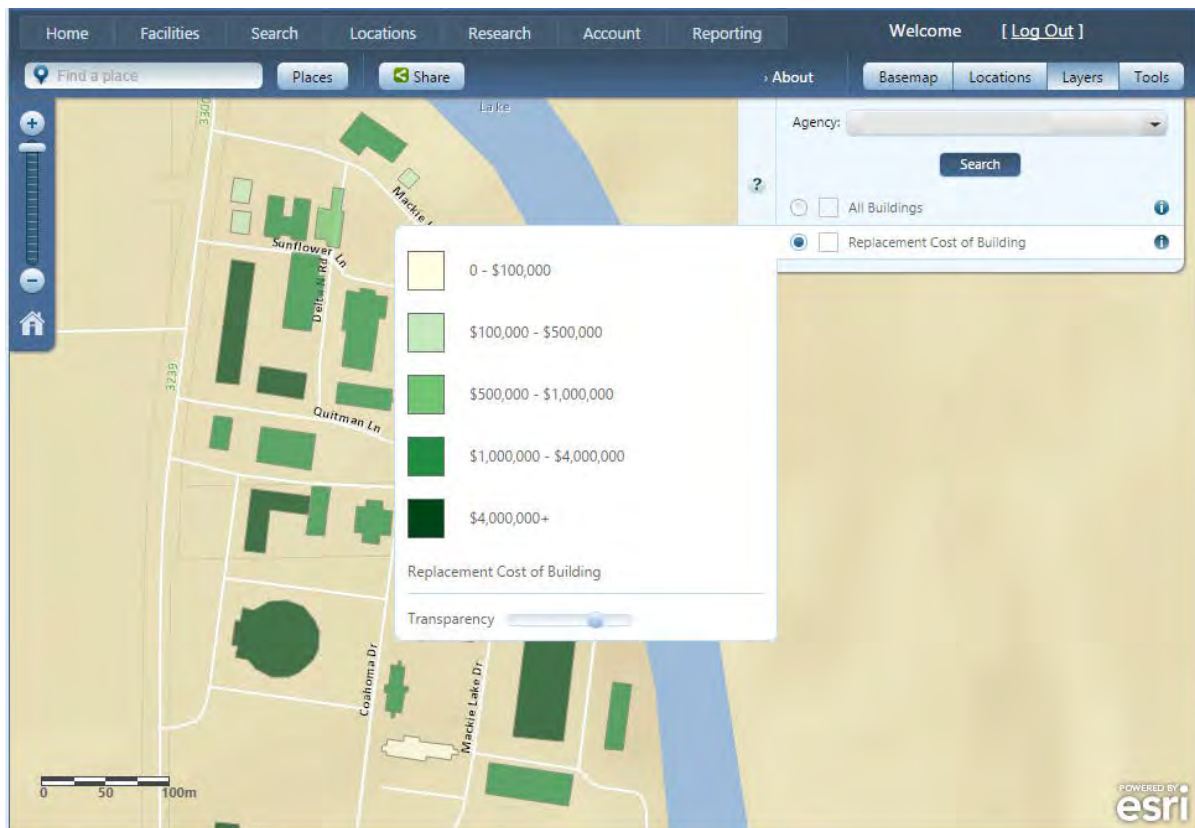 Home Facilities Search Locations Research Account Reporting Welcome [ Log Out ]
Find a place Places Share › About Basemap Locations Layers Tools
Lake
Agency:
Search
?
All Buildings
Replacement Cost of Building
3300
Mackie L
Sunflower Ln
Delta N Rd
3239
Quitman Ln
0 - $100,000
$100,000 - $500,000
$500,000 - $1,000,000
$1,000,000 - $4,000,000
$4,000,000+
Replacement Cost of Building
Transparency
Coahoma Dr
Mackie Lake Dr
0 50 100m
POWERED BY
esri